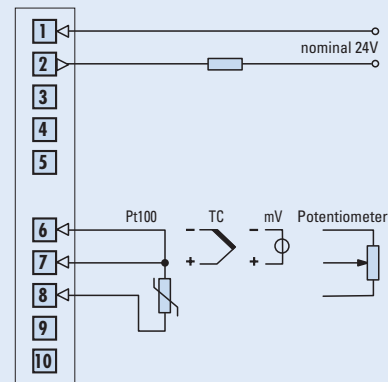 1
nominal 24V
2
3
4
5
Pt100 TC mV Potentiometer
6 - -
7 + +
8
9
10